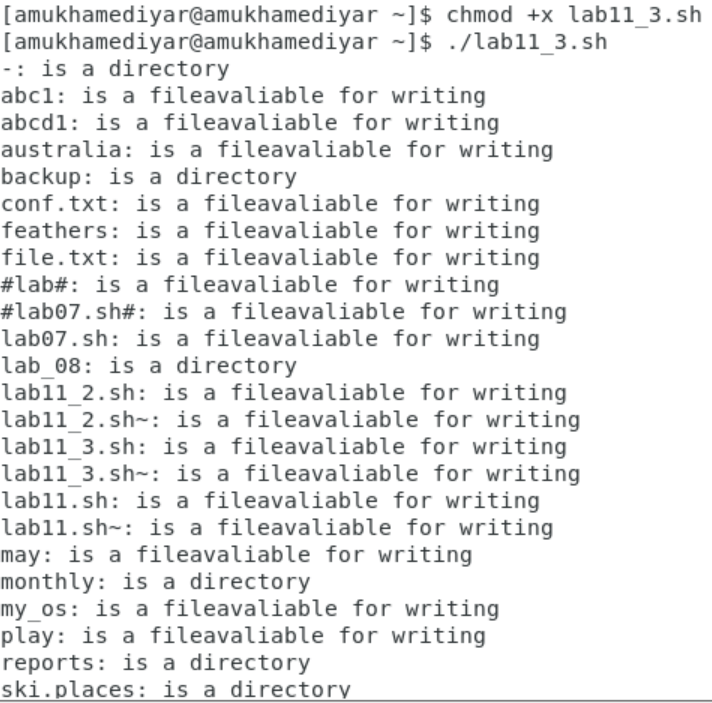 [amukhamediyar@amukhamediyar ~]$ chmod +x lab11_3.sh
[amukhamediyar@amukhamediyar ~]$ ./lab11_3.sh
-: is a directory
abc1: is a fileavaliable for writing
abcd1: is a fileavaliable for writing
australia: is a fileavaliable for writing
backup: is a directory
conf.txt: is a fileavaliable for writing
feathers: is a fileavaliable for writing
file.txt: is a fileavaliable for writing
#lab#: is a fileavaliable for writing
#lab07.sh#: is a fileavaliable for writing
lab07.sh: is a fileavaliable for writing
lab_08: is a directory
lab11_2.sh: is a fileavaliable for writing
lab11_2.sh~: is a fileavaliable for writing
lab11_3.sh: is a fileavaliable for writing
lab11_3.sh~: is a fileavaliable for writing
lab11.sh: is a fileavaliable for writing
lab11.sh~: is a fileavaliable for writing
may: is a fileavaliable for writing
monthly: is a directory
my_os: is a fileavaliable for writing
play: is a fileavaliable for writing
reports: is a directory
ski.places: is a directory